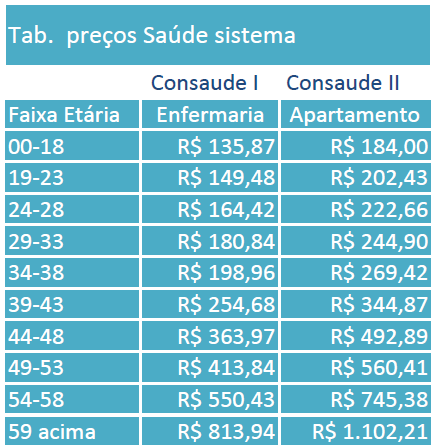 Tab. preços Saúde sistema
Consaude I Consaude II
Faixa Etária Enfermaria Apartamento
00-18 R$ 135,87 R$ 184,00
19-23 R$ 149,48 R$ 202,43
24-28 R$ 164,42 R$ 222,66
29-33 R$ 180,84 R$ 244,90
34-38 R$ 198,96 R$ 269,42
39-43 R$ 254,68 R$ 344,87
44-48 R$ 363,97 R$ 492,89
49-53 R$ 413,84 R$ 560,41
54-58 R$ 550,43 R$ 745,38
59 acima R$ 813,94 R$ 1.102,21